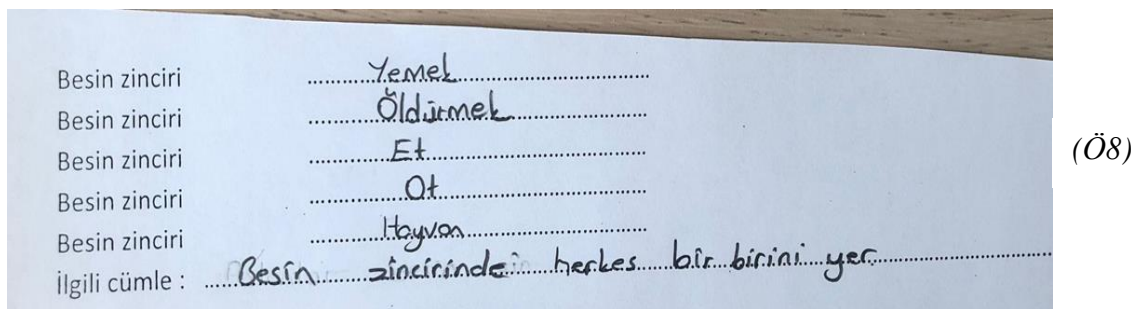 Besin zinciri ..........Yemek..............................
Besin zinciri ..........Öldürmek....................
Besin zinciri ............Et.................................
Besin zinciri ..............Ot...............................
Besin zinciri ...........Hayvan.........................
İlgili cümle : ......Besin......zincirinde....herkes.....bir..birini...yer..............................
(Ö8)